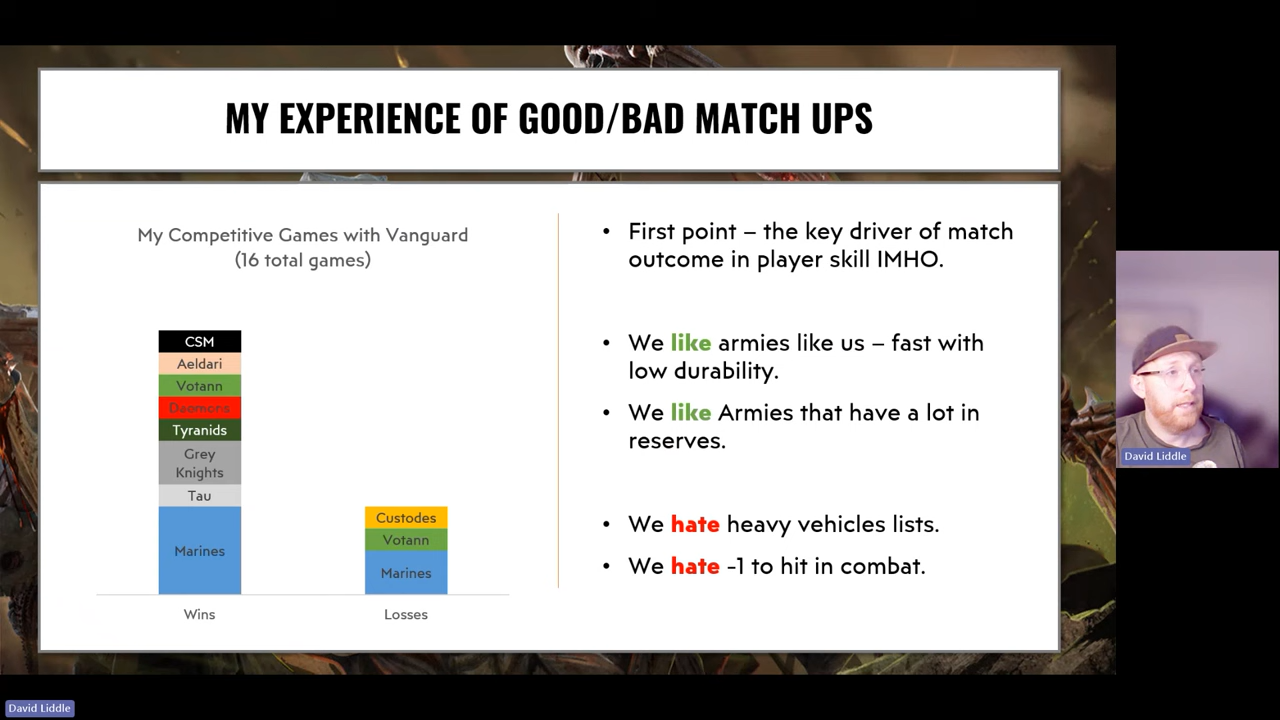 MY EXPERIENCE OF GOOD/BAD MATCH UPS
My Competitive Games with Vanguard
(16 total games)
CSM
Aeldari
Votann
Daemons
Tyranids
Grey
Knights
Tau
Marines
Wins
Custodes
Votann
Marines
Losses
• First point – the key driver of match
outcome in player skill IMHO.
• We like armies like us – fast with
low durability.
• We like Armies that have a lot in
reserves.
• We hate heavy vehicles lists.
• We hate -1 to hit in combat.
David Liddle
David Liddle